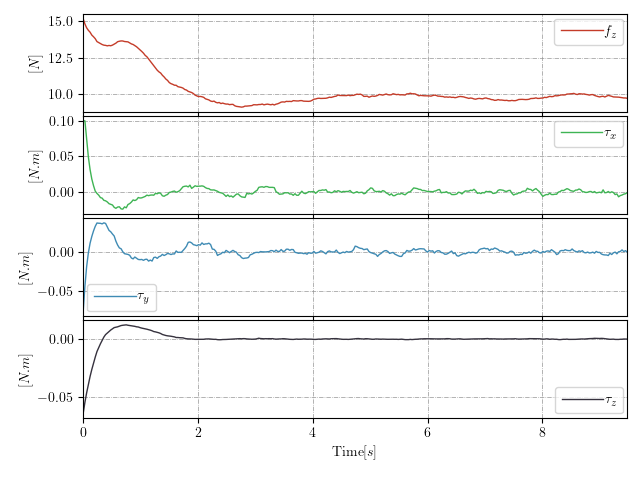 15.0
12.5
10.0
[N]
f_z
0.10
0.05
0.00
[N.m]
τ_x
0.00
−0.05
[N.m]
τ_y
0.00
−0.05
[N.m]
τ_z
0 2 4 6 8
Time[s]